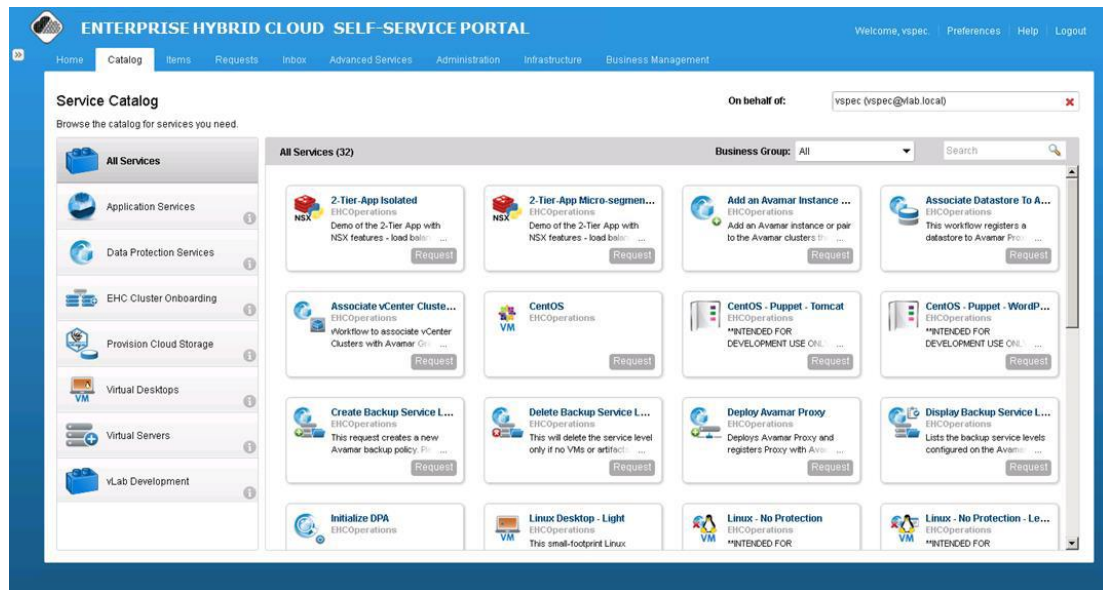 ENTERPRISE HYBRID CLOUD SELF-SERVICE PORTAL
Welcome, vspec. Preferences Help Logout
Home Catalog Items Requests Inbox Advanced Services Administration Infrastructure Business Management
Service Catalog
On behalf of: vspec (vspec@vlab.local)
Browse the catalog for services you need.
All Services
Application Services
Data Protection Services
EHC Cluster Onboarding
Provision Cloud Storage
Virtual Desktops
VM
Virtual Servers
vLab Development
All Services (32)
Business Group: All
Search
NSX
2-Tier-App Isolated
EHCOperations
Demo of the 2-Tier App with
NSX features - load balan ...
Request
NSX
2-Tier-App Micro-segmen...
EHCOperations
Demo of the 2-Tier App with
NSX features - load balan ...
Request
Add an Avamar Instance ...
EHCOperations
Add an Avamar instance or pair
to the Avamar clusters ...
Request
Associate Datastore To A...
EHCOperations
This workflow registers a
datastore to Avamar ...
Request
Associate vCenter Cluste...
EHCOperations
Workflow to associate vCenter
Clusters with Avamar ...
Request
VM
CentOS
EHCOperations
Request
CentOS - Puppet - Tomcat
EHCOperations
**INTENDED FOR
DEVELOPMENT USE ONL ...
Request
CentOS - Puppet - WordP...
EHCOperations
**INTENDED FOR
DEVELOPMENT USE ONL ...
Request
Create Backup Service L...
EHCOperations
This request creates a new
Avamar backup policy. ...
Request
Delete Backup Service L...
EHCOperations
This will delete the service level
only if no VMs or artifact ...
Request
Deploy Avamar Proxy
EHCOperations
Deploys Avamar Proxy and
registers Proxy with ...
Request
Display Backup Service L...
EHCOperations
Lists the backup service levels
configured on the Avamar ...
Request
Initialize DPA
EHCOperations
VM
Linux Desktop - Light
EHCOperations
This small-footprint Linux
VM
Linux - No Protection
EHCOperations
**INTENDED FOR
VM
Linux - No Protection - Le...
EHCOperations
**INTENDED FOR